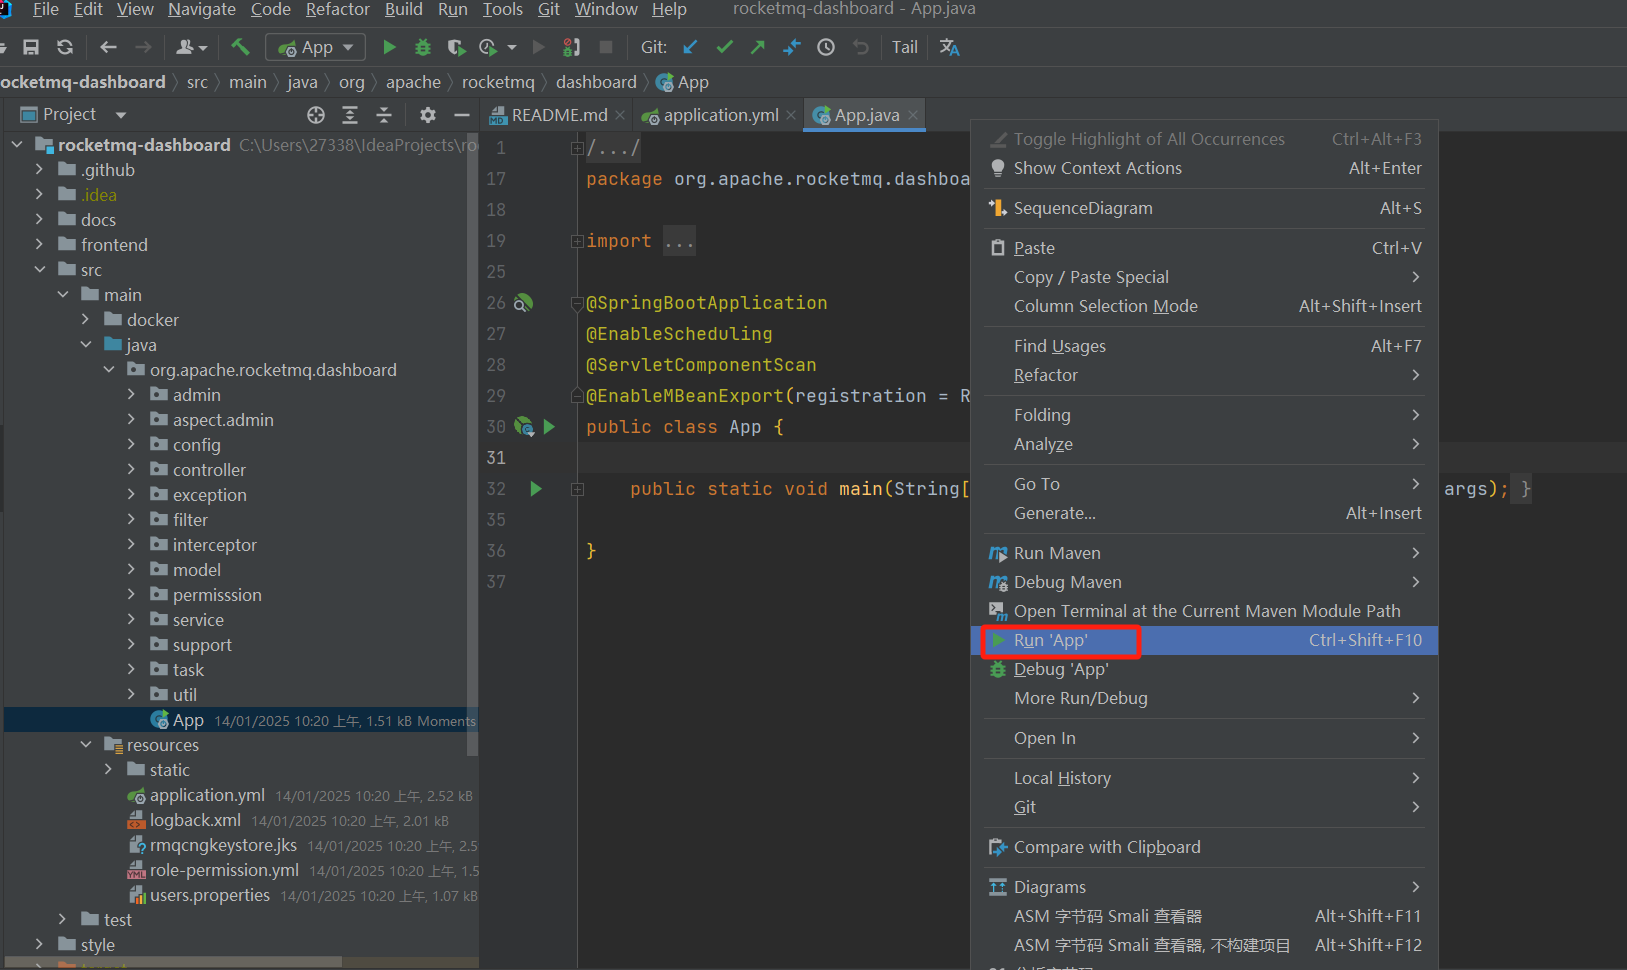 File Edit View Navigate Code Refactor Build Run Tools Git Window Help rocketmq-dashboard - App.java
App Git: Tail
ocketmq-dashboard src main java org apache rocketmq dashboard App
Project
README.md application.yml App.java
rocketmq-dashboard C:\Users\27338\IdeaProjects\ro
.github
.idea
docs
frontend
src
main
docker
java
org.apache.rocketmq.dashboard
admin
aspect.admin
config
controller
exception
filter
interceptor
model
permisssion
service
support
task
util
App 14/01/2025 10:20 上午, 1.51 kB Moments
resources
static
application.yml 14/01/2025 10:20 上午, 2.52 kB
logback.xml 14/01/2025 10:20 上午, 2.01 kB
rmqcngkeystore.jks 14/01/2025 10:20 上午, 2.5
role-permission.yml 14/01/2025 10:20 上午, 1.5
users.properties 14/01/2025 10:20 上午, 1.07 kB
test
style
1 /.../
17 package org.apache.rocketmq.dashboa
18
19 import ...
25
26 @SpringBootApplication
27 @EnableScheduling
28 @ServletComponentScan
29 @EnableMBeanExport(registration = R
30 public class App {
31
32 public static void main(String[ args); }
35
36 }
37
Toggle Highlight of All Occurrences Ctrl+Alt+F3
Show Context Actions Alt+Enter
SequenceDiagram Alt+S
Paste Ctrl+V
Copy / Paste Special
Column Selection Mode Alt+Shift+Insert
Find Usages Alt+F7
Refactor
Folding
Analyze
Go To
Generate... Alt+Insert
Run Maven
Debug Maven
Open Terminal at the Current Maven Module Path
Run 'App' Ctrl+Shift+F10
Debug 'App'
More Run/Debug
Open In
Local History
Git
Compare with Clipboard
Diagrams
ASM 字节码 Smali 查看器 Alt+Shift+F11
ASM 字节码 Smali 查看器, 不构建项目 Alt+Shift+F12